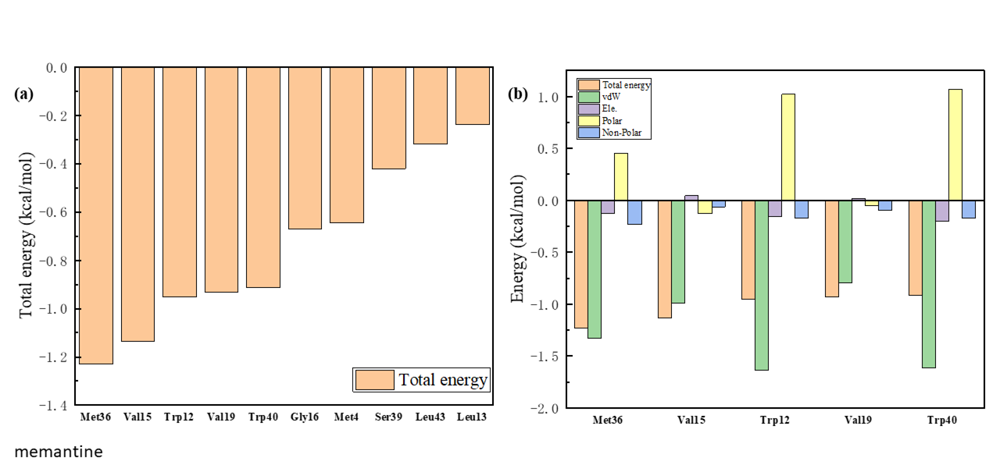 (a)
Total energy (kcal/mol)
0.0
−0.2
−0.4
−0.6
−0.8
−1.0
−1.2
−1.4
Total energy
Met36 Val15 Trp12 Val19 Trp40 Gly16 Met4 Ser39 Leu43 Leu13
(b)
Energy (kcal/mol)
1.0
0.5
0.0
−0.5
−1.0
−1.5
−2.0
Total energy
vdW
Ele.
Polar
Non-Polar
Met36 Val15 Trp12 Val19 Trp40
memantine